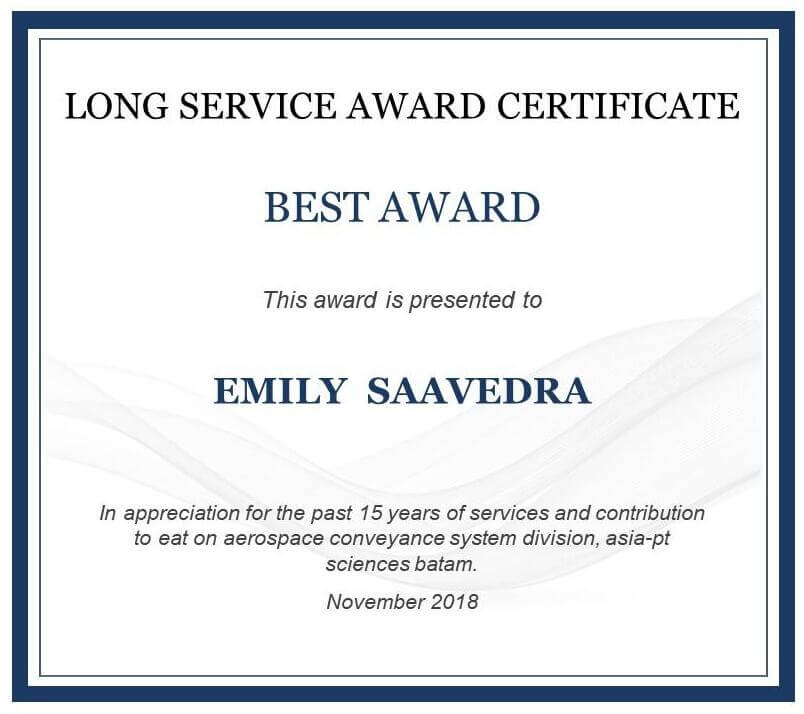 LONG SERVICE AWARD CERTIFICATE
BEST AWARD
This award is presented to
EMILY SAAVEDRA
In appreciation for the past 15 years of services and contribution
to eat on aerospace conveyance system division, asia-pt
sciences batam.
November 2018